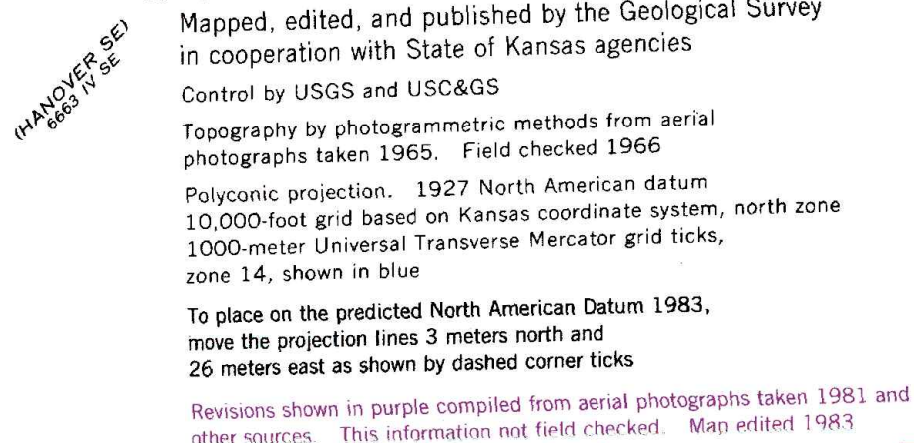 (HANOVER SE)
6663 IV SE
Mapped, edited, and published by the Geological Survey
in cooperation with State of Kansas agencies
Control by USGS and USC&GS
Topography by photogrammetric methods from aerial
photographs taken 1965. Field checked 1966
Polyconic projection. 1927 North American datum
10,000-foot grid based on Kansas coordinate system, north zone
1000-meter Universal Transverse Mercator grid ticks,
zone 14, shown in blue
To place on the predicted North American Datum 1983,
move the projection lines 3 meters north and
26 meters east as shown by dashed corner ticks
Revisions shown in purple compiled from aerial photographs taken 1981 and
other sources. This information not field checked. Map edited 1983